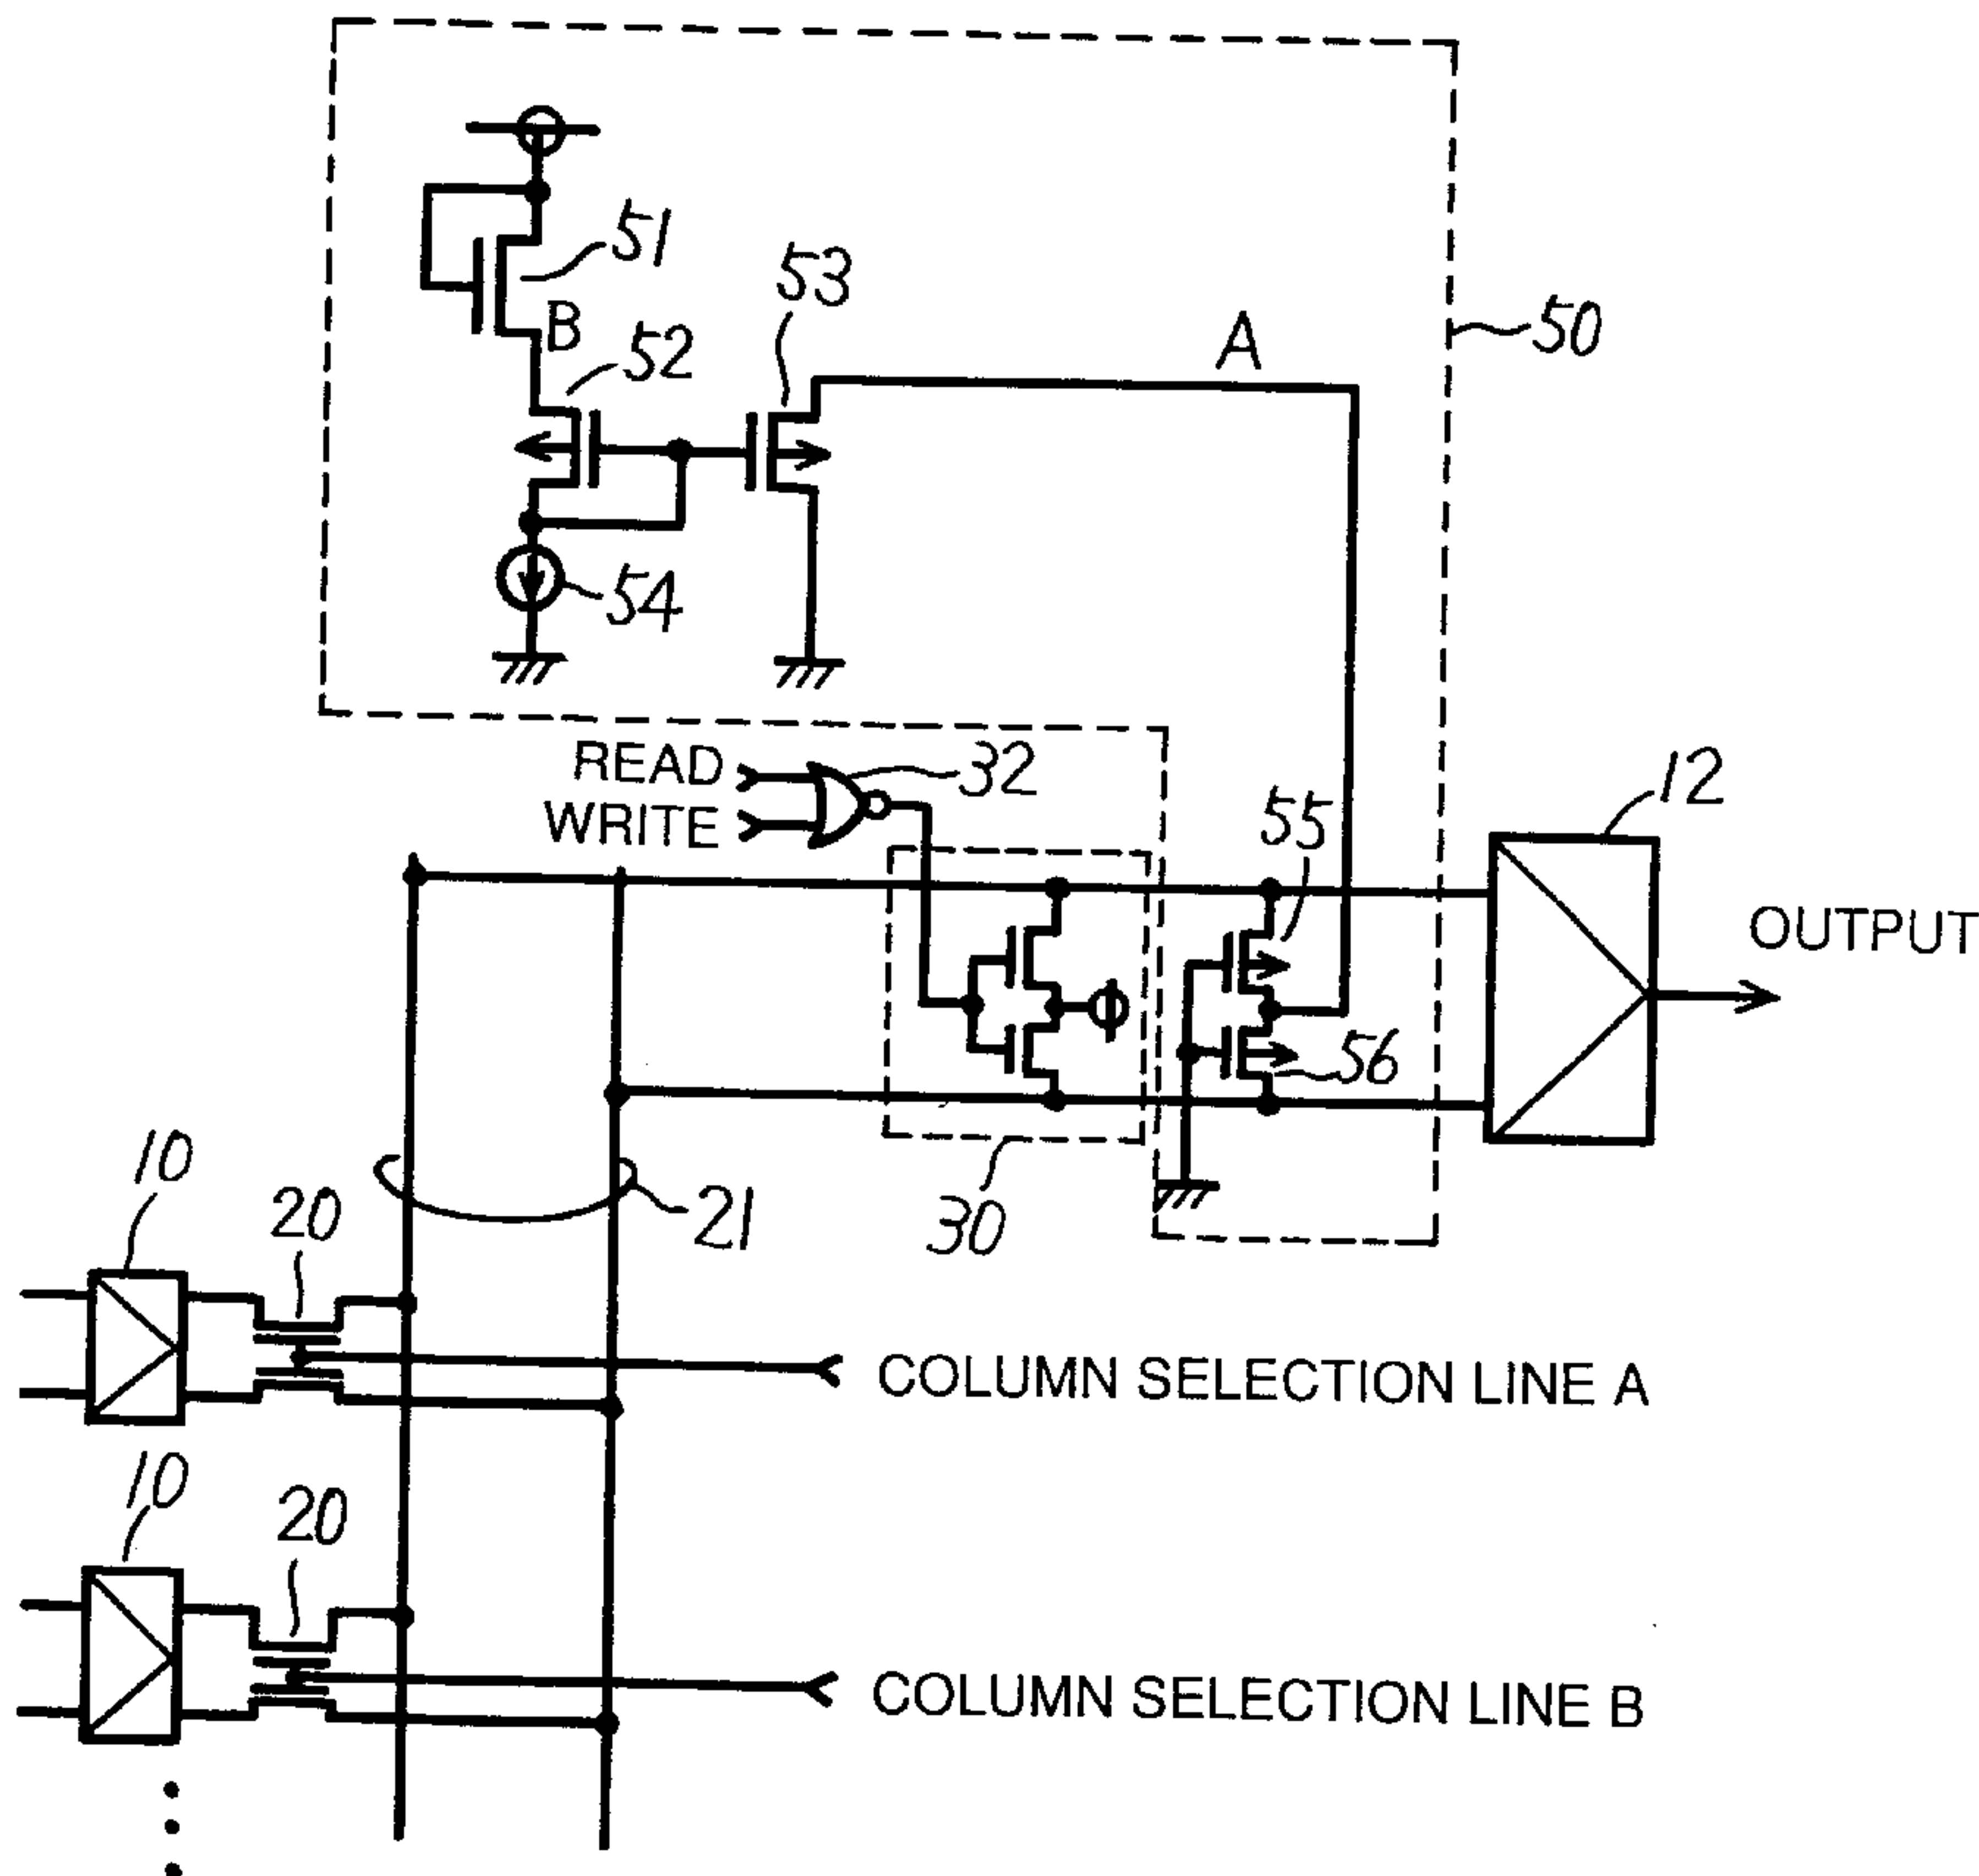 51
53
B
52
A
50
54
READ
32
WRITE
12
55
OUTPUT
56
10
20
21
30
COLUMN SELECTION LINE A
10
20
COLUMN SELECTION LINE B